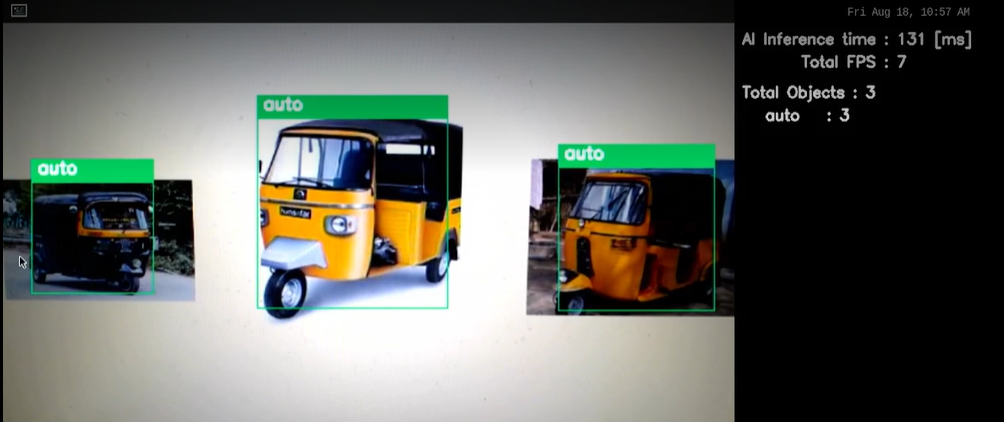 Fri Aug 18, 10:57 AM
AI Inference time : 131 [ms]
Total FPS : 7
Total Objects : 3
auto : 3
auto
auto
auto